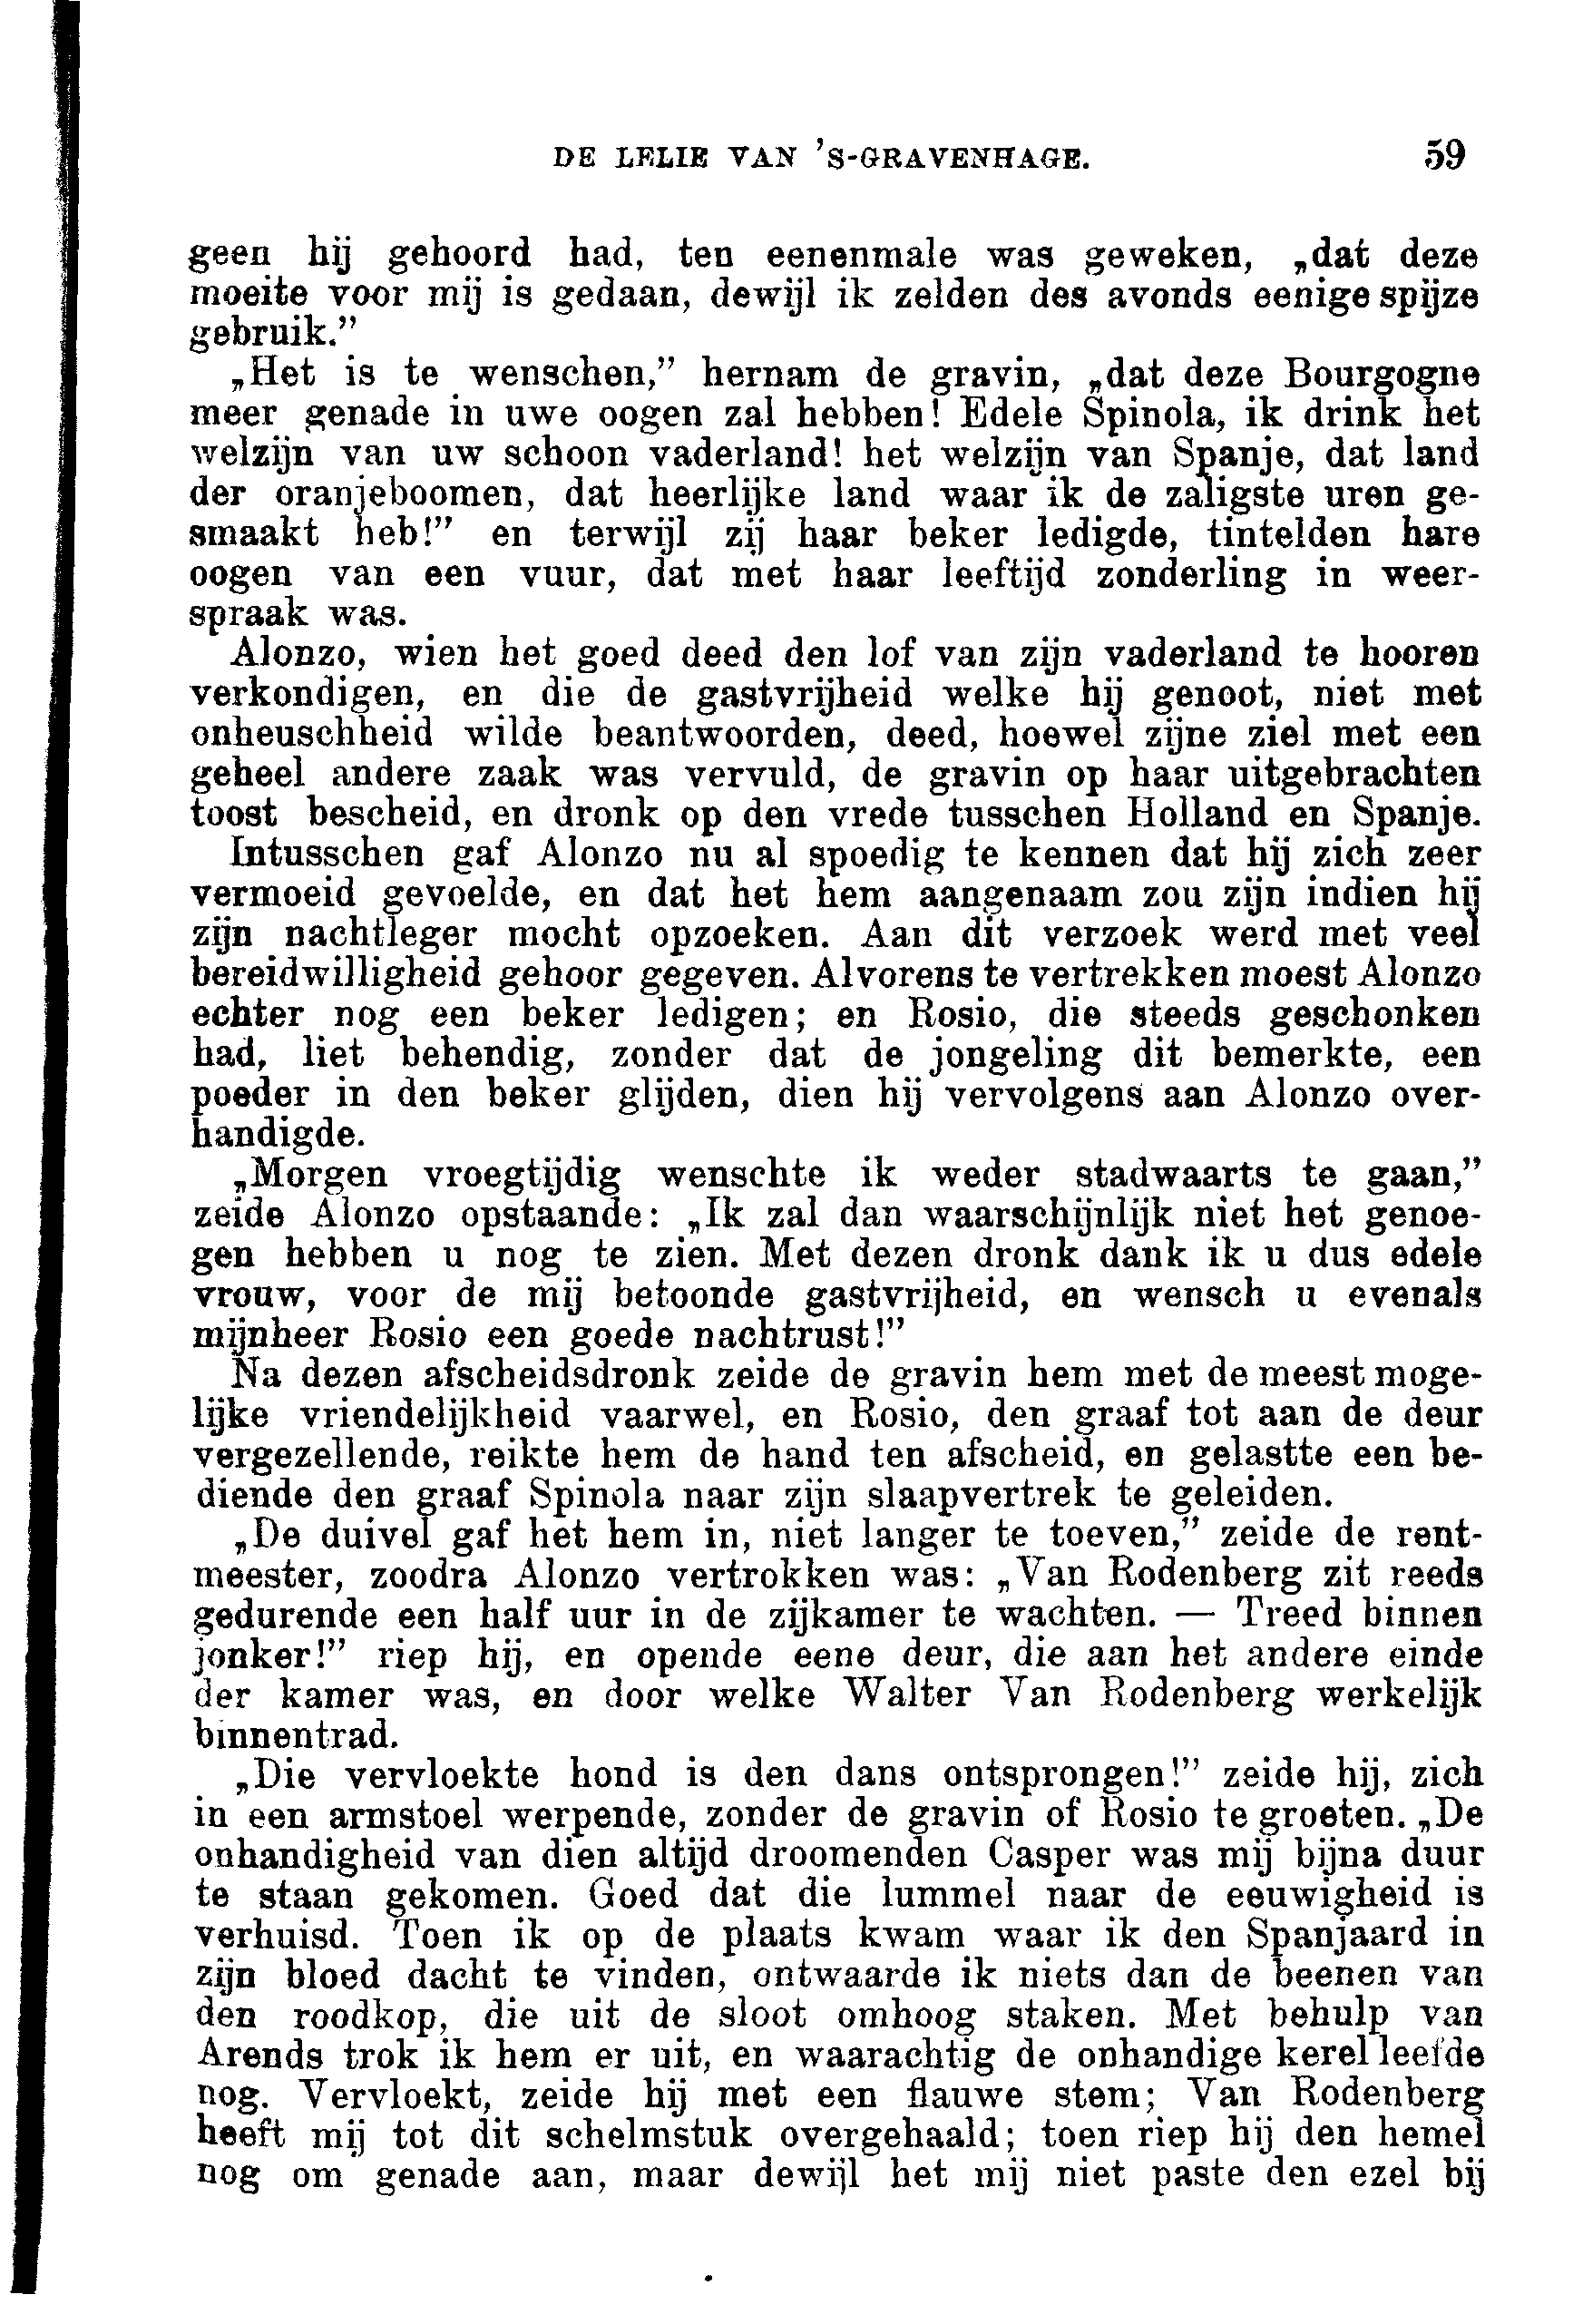 DE LELIE VAN 'S-GRAVENHAGE. 59
geen hij gehoord had, ten eenenmale was geweken, „dat deze
moeite voor mij is gedaan, dewijl ik zelden des avonds eenige spijze
gebruik.”
„Het is te wenschen,” hernam de gravin, „dat deze Bourgogne
meer genade in uwe oogen zal hebben! Edele Spinola, ik drink het
welzijn van uw schoon vaderland! het welzijn van Spanje, dat land
der oranjeboomen, dat heerlijke land waar ik de zaligste uren ge-
smaakt heb!” en terwijl zij haar beker ledigde, tintelden hare
oogen van een vuur, dat met haar leeftijd zonderling in weer-
spraak was.
Alonzo, wien het goed deed den lof van zijn vaderland te hooren
verkondigen, en die de gastvrijheid welke hij genoot, niet met
onheuschheid wilde beantwoorden, deed, hoewel zijne ziel met een
geheel andere zaak was vervuld, de gravin op haar uitgebrachten
toost bescheid, en dronk op den vrede tusschen Holland en Spanje.
Intusschen gaf Alonzo nu al spoedig te kennen dat hij zich zeer
vermoeid gevoelde, en dat het hem aangenaam zou zijn indien hij
zijn nachtleger mocht opzoeken. Aan dit verzoek werd met veel
bereidwilligheid gehoor gegeven. Alvorens te vertrekken moest Alonzo
echter nog een beker ledigen; en Rosio, die steeds geschonken
had, liet behendig, zonder dat de jongeling dit bemerkte, een
poeder in den beker glijden, dien hij vervolgens aan Alonzo over-
handigde.
„Morgen vroegtijdig wenschte ik weder stadwaarts te gaan,”
zeide Alonzo opstaande: „Ik zal dan waarschijnlijk niet het genoe-
gen hebben u nog te zien. Met dezen dronk dank ik u dus edele
vrouw, voor de mij betoonde gastvrijheid, en wensch u evenals
mijnheer Rosio een goede nachtrust!”
Na dezen afscheidsdronk zeide de gravin hem met de meest moge-
lijke vriendelijkheid vaarwel, en Rosio, den graaf tot aan de deur
vergezellende, reikte hem de hand ten afscheid, en gelastte een be-
diende den graaf Spinola naar zijn slaapvertrek te geleiden.
„De duivel gaf het hem in, niet langer te toeven,” zeide de rent-
meester, zoodra Alonzo vertrokken was: „Van Rodenberg zit reeds
gedurende een half uur in de zijkamer te wachten. — Treed binnen
jonker!” riep hij, en opende eene deur, die aan het andere einde
der kamer was, en door welke Walter Van Rodenberg werkelijk
binnentrad.
„Die vervloekte hond is den dans ontsprongen!” zeide hij, zich
in een armstoel werpende, zonder de gravin of Rosio te groeten. „De
onhandigheid van dien altijd droomenden Casper was mij bijna duur
te staan gekomen. Goed dat die lummel naar de eeuwigheid is
verhuisd. Toen ik op de plaats kwam waar ik den Spanjaard in
zijn bloed dacht te vinden, ontwaarde ik niets dan de beenen van
den roodkop, die uit de sloot omhoog staken. Met behulp van
Arends trok ik hem er uit, en waarachtig de onhandige kerel leefde
nog. Vervloekt, zeide hij met een flauwe stem; Van Rodenberg
heeft mij tot dit schelmstuk overgehaald; toen riep hij den hemel
nog om genade aan, maar dewijl het mij niet paste den ezel bij